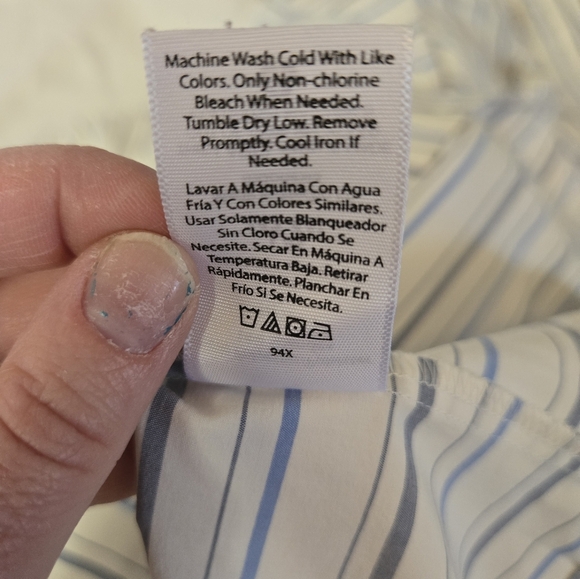 Machine Wash Cold With Like
Colors. Only Non-chlorine
Bleach When Needed.
Tumble Dry Low. Remove
Promptly. Cool Iron If
Needed.
Lavar A Máquina Con Agua
Fría Y Con Colores Similares.
Usar Solamente Blanqueador
Sin Cloro Cuando Se
Necesite. Secar En Máquina A
Temperatura Baja. Retirar
Rápidamente. Planchar En
Frío Si Se Necesita.
94X